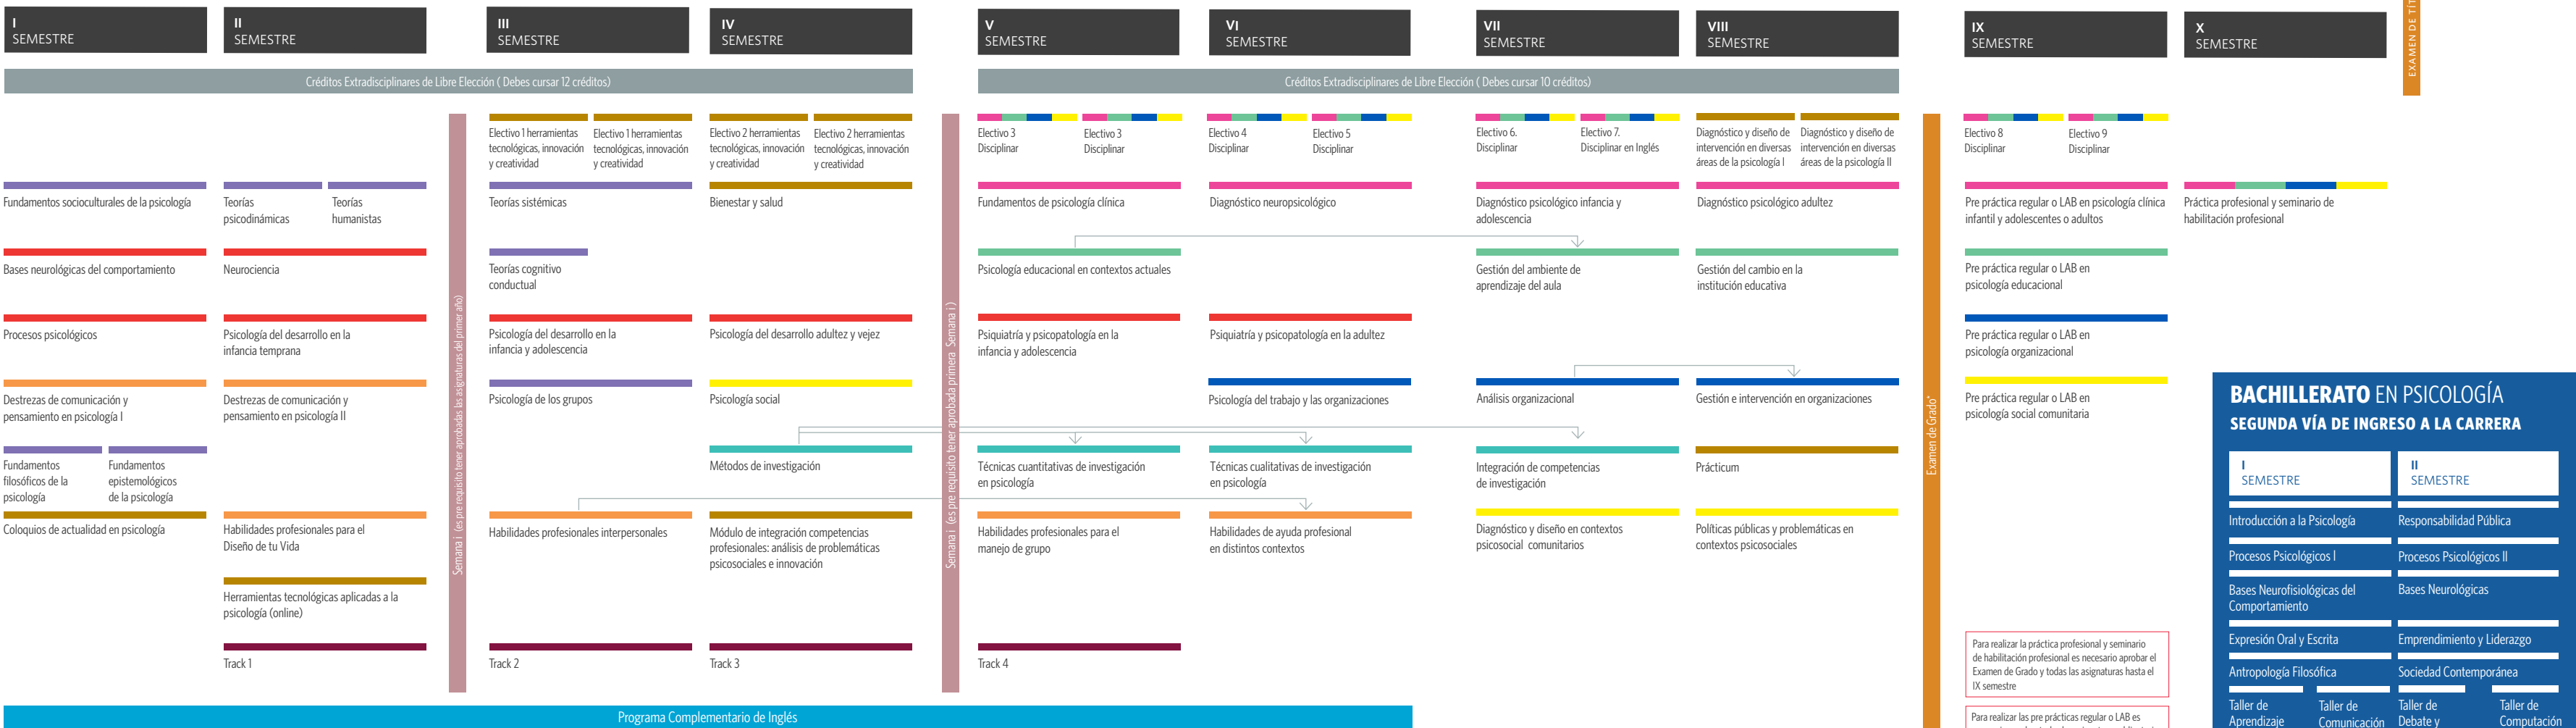 I
SEMESTRE
II
SEMESTRE
III
SEMESTRE
IV
SEMESTRE
V
SEMESTRE
VI
SEMESTRE
VII
SEMESTRE
VIII
SEMESTRE
IX
SEMESTRE
X
SEMESTRE
Créditos Extradisciplinares de Libre Elección ( Debes cursar 12 créditos)
Créditos Extradisciplinares de Libre Elección ( Debes cursar 10 créditos)
Fundamentos socioculturales de la psicología
Bases neurológicas del comportamiento
Procesos psicológicos
Destrezas de comunicación y
pensamiento en psicología I
Fundamentos
filosóficos de la
psicología
Fundamentos
epistemológicos
de la psicología
Coloquios de actualidad en psicología
Teorías
psicodinámicas
Teorías
humanistas
Neurociencia
Psicología del desarrollo en la
infancia temprana
Destrezas de comunicación y
pensamiento en psicología II
Habilidades profesionales para el
Diseño de tu Vida
Herramientas tecnológicas aplicadas a la
psicología (online)
Track 1
Semana i (es pre requisito tener aprobadas las asignaturas del primer año)
Electivo 1 herramientas
tecnológicas, innovación
y creatividad
Electivo 1 herramientas
tecnológicas, innovación
y creatividad
Teorías sistémicas
Teorías cognitivo
conductual
Psicología del desarrollo en la
infancia y adolescencia
Psicología de los grupos
Habilidades profesionales interpersonales
Track 2
Electivo 2 herramientas
tecnológicas, innovación
y creatividad
Electivo 2 herramientas
tecnológicas, innovación
y creatividad
Bienestar y salud
Psicología del desarrollo adultez y vejez
Psicología social
Métodos de investigación
Módulo de integración competencias
profesionales: análisis de problemáticas
psicosociales e innovación
Track 3
Semana i (es pre requisito tener aprobada primera Semana i )
Electivo 3
Disciplinar
Electivo 3
Disciplinar
Fundamentos de psicología clínica
Psicología educacional en contextos actuales
Psiquiatría y psicopatología en la
infancia y adolescencia
Técnicas cuantitativas de investigación
en psicología
Habilidades profesionales para el
manejo de grupo
Track 4
Electivo 4
Disciplinar
Electivo 5
Disciplinar
Diagnóstico neuropsicológico
Psiquiatría y psicopatología en la adultez
Psicología del trabajo y las organizaciones
Técnicas cualitativas de investigación
en psicología
Habilidades de ayuda profesional
en distintos contextos
Electivo 6.
Disciplinar
Electivo 7.
Disciplinar en Inglés
Diagnóstico psicológico infancia y
adolescencia
Gestión del ambiente de
aprendizaje del aula
Análisis organizacional
Integración de competencias
de investigación
Diagnóstico y diseño en contextos
psicosocial comunitarios
Diagnóstico y diseño de
intervención en diversas
áreas de la psicología I
Diagnóstico y diseño de
intervención en diversas
áreas de la psicología II
Diagnóstico psicológico adultez
Gestión del cambio en la
institución educativa
Gestión e intervención en organizaciones
Prácticum
Políticas públicas y problemáticas en
contextos psicosociales
Examen de Grado*
Electivo 8
Disciplinar
Electivo 9
Disciplinar
Pre práctica regular o LAB en psicología clínica
infantil y adolescentes o adultos
Pre práctica regular o LAB en
psicología educacional
Pre práctica regular o LAB en
psicología organizacional
Pre práctica regular o LAB en
psicología social comunitaria
Para realizar la práctica profesional y seminario
de habilitación profesional es necesario aprobar el
Examen de Grado y todas las asignaturas hasta el
IX semestre
Para realizar las pre prácticas regular o LAB es
Práctica profesional y seminario de
habilitación profesional
EXAMEN DE TÍT
Programa Complementario de Inglés
BACHILLERATO EN PSICOLOGÍA
SEGUNDA VÍA DE INGRESO A LA CARRERA
I
SEMESTRE
II
SEMESTRE
Introducción a la Psicología
Responsabilidad Pública
Procesos Psicológicos I
Procesos Psicológicos II
Bases Neurofisiológicas del
Comportamiento
Bases Neurológicas
Expresión Oral y Escrita
Emprendimiento y Liderazgo
Antropología Filosófica
Sociedad Contemporánea
Taller de
Aprendizaje
Taller de
Comunicación
Taller de
Debate y
Taller de
Computación